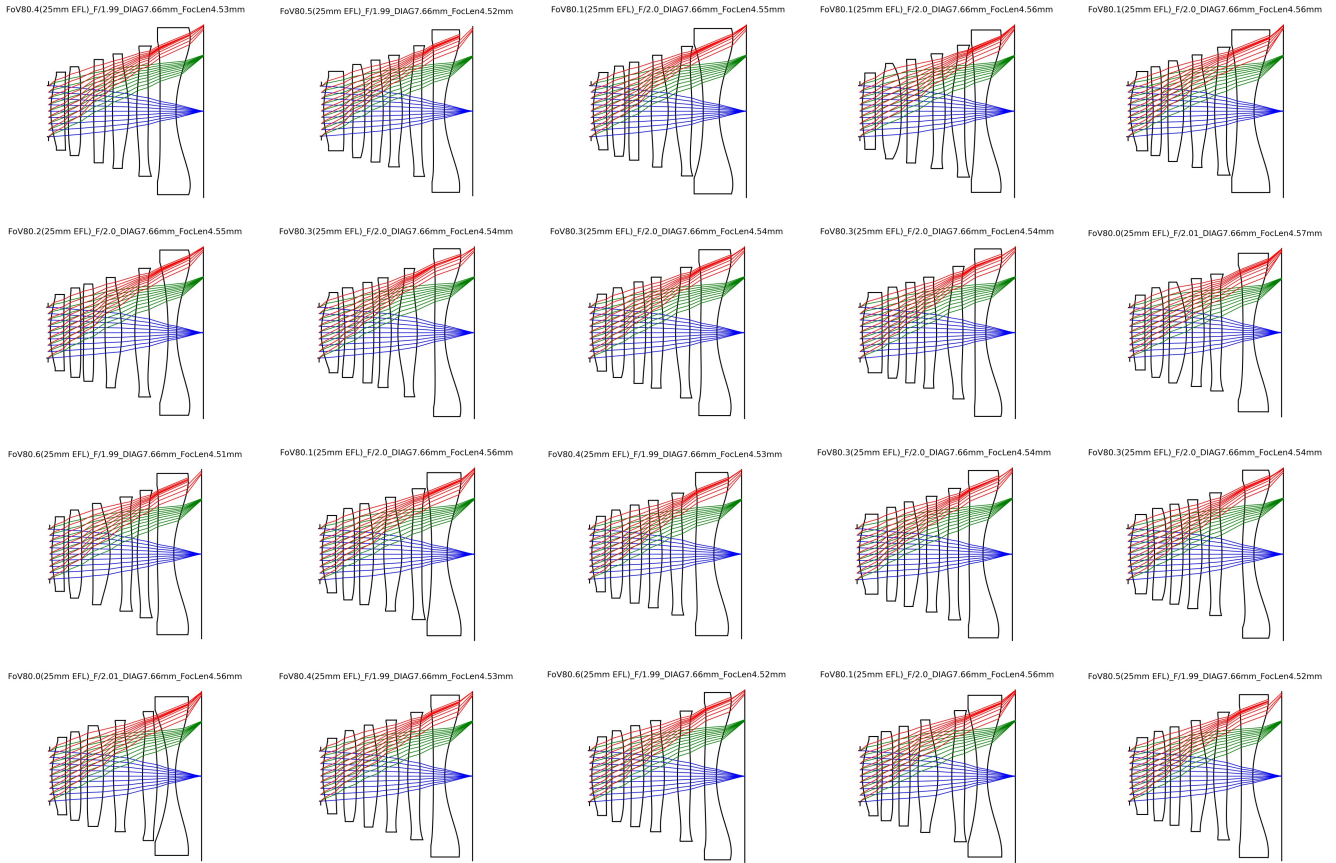 FoV80.4(25mm EFL)_F/1.99_DIAG7.66mm_FocLen4.53mm
FoV80.5(25mm EFL)_F/1.99_DIAG7.66mm_FocLen4.52mm
FoV80.1(25mm EFL)_F/2.0_DIAG7.66mm_FocLen4.55mm
FoV80.1(25mm EFL)_F/2.0_DIAG7.66mm_FocLen4.56mm
FoV80.1(25mm EFL)_F/2.0_DIAG7.66mm_FocLen4.56mm
FoV80.2(25mm EFL)_F/2.0_DIAG7.66mm_FocLen4.55mm
FoV80.3(25mm EFL)_F/2.0_DIAG7.66mm_FocLen4.54mm
FoV80.3(25mm EFL)_F/2.0_DIAG7.66mm_FocLen4.54mm
FoV80.3(25mm EFL)_F/2.0_DIAG7.66mm_FocLen4.54mm
FoV80.0(25mm EFL)_F/2.01_DIAG7.66mm_FocLen4.57mm
FoV80.6(25mm EFL)_F/1.99_DIAG7.66mm_FocLen4.51mm
FoV80.1(25mm EFL)_F/2.0_DIAG7.66mm_FocLen4.56mm
FoV80.4(25mm EFL)_F/1.99_DIAG7.66mm_FocLen4.53mm
FoV80.3(25mm EFL)_F/2.0_DIAG7.66mm_FocLen4.54mm
FoV80.3(25mm EFL)_F/2.0_DIAG7.66mm_FocLen4.54mm
FoV80.0(25mm EFL)_F/2.01_DIAG7.66mm_FocLen4.56mm
FoV80.4(25mm EFL)_F/1.99_DIAG7.66mm_FocLen4.53mm
FoV80.6(25mm EFL)_F/1.99_DIAG7.66mm_FocLen4.52mm
FoV80.1(25mm EFL)_F/2.0_DIAG7.66mm_FocLen4.56mm
FoV80.5(25mm EFL)_F/1.99_DIAG7.66mm_FocLen4.52mm